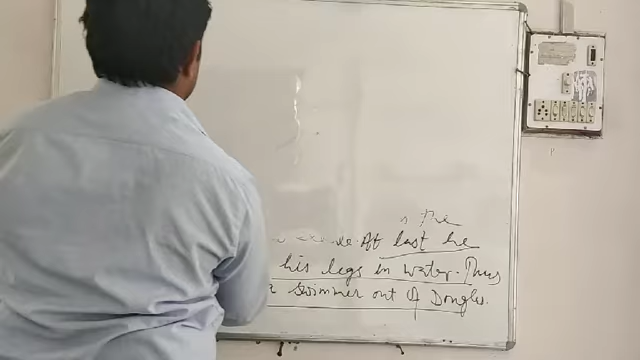 the
At last he
his legs in water. Thus
a swimmer out of Douglas.